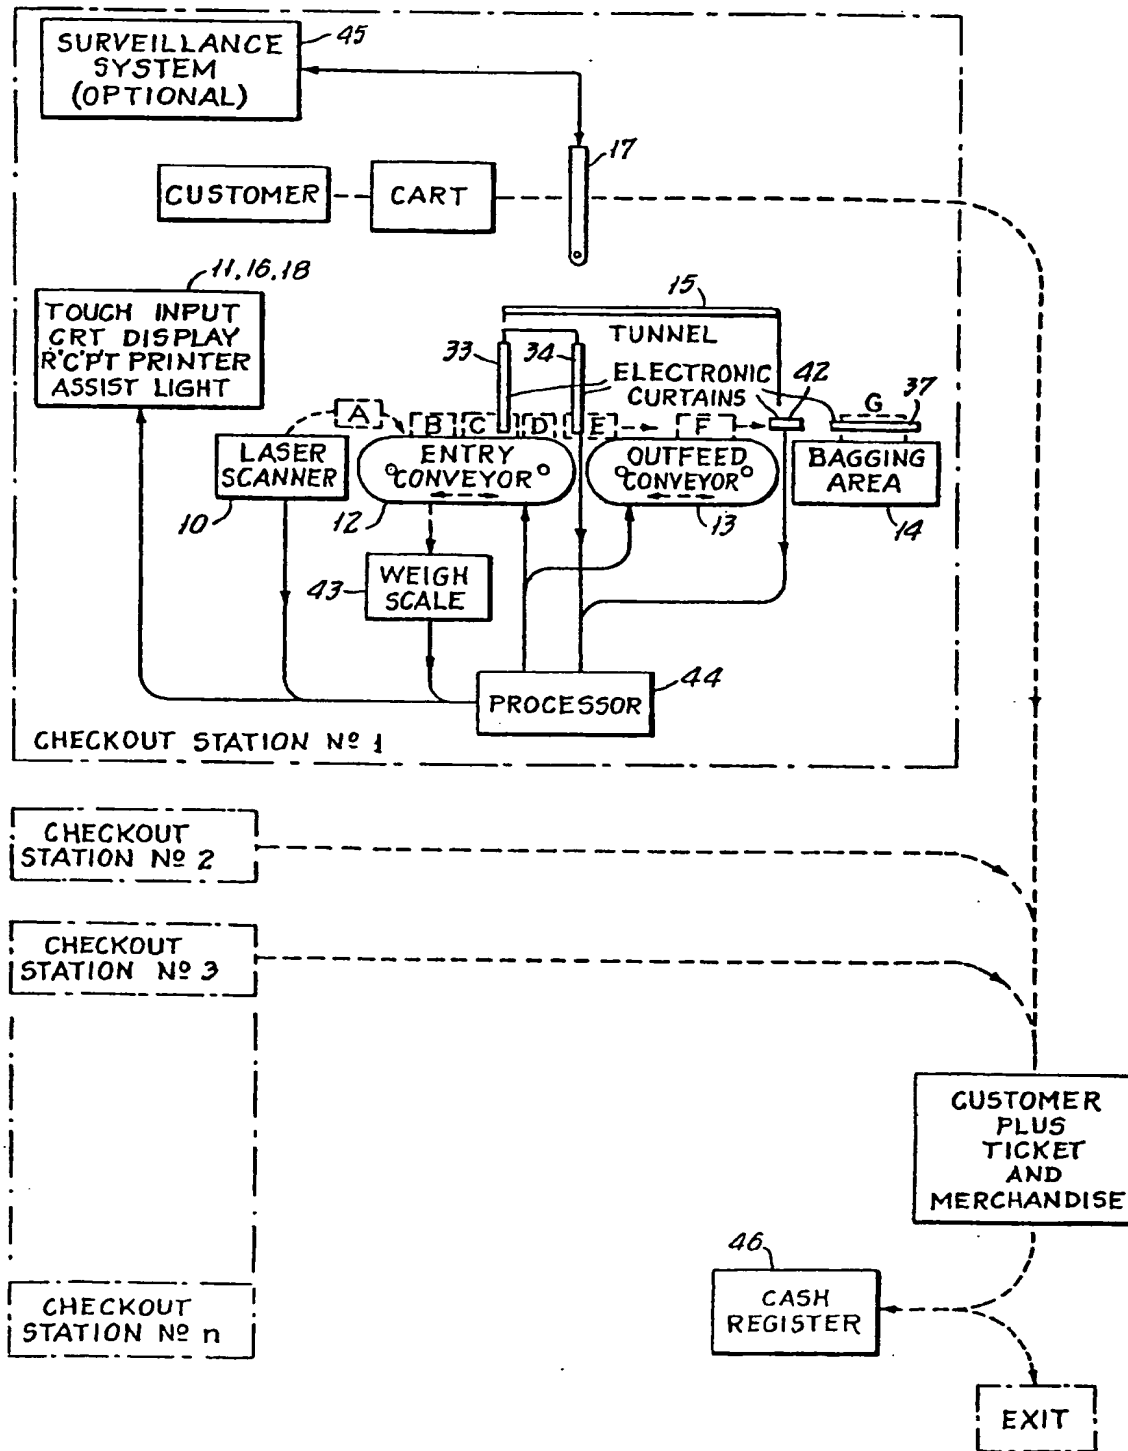 SURVEILLANCE
SYSTEM
(OPTIONAL)
45
17
CUSTOMER
CART
11,16,18
TOUCH INPUT
CRT DISPLAY
R'C'P'T PRINTER
ASSIST LIGHT
15
TUNNEL
33
34
ELECTRONIC
CURTAINS
42
37
A
B
C
D
E
F
G
LASER
SCANNER
10
ENTRY
CONVEYOR
12
OUTFEED
CONVEYOR
13
BAGGING
AREA
14
43
WEIGH
SCALE
PROCESSOR
44
CHECKOUT STATION Nº 1
CHECKOUT
STATION Nº 2
CHECKOUT
STATION Nº 3
CUSTOMER
PLUS
TICKET
AND
MERCHANDISE
46
CASH
REGISTER
CHECKOUT
STATION Nº n
EXIT